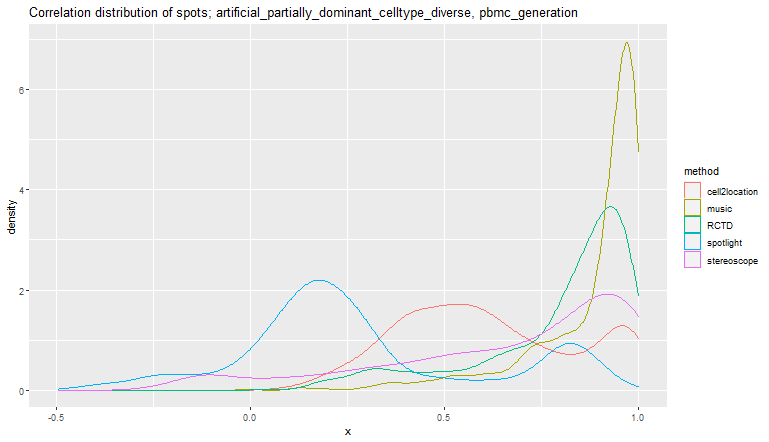 Correlation distribution of spots; artificial_partially_dominant_celltype_diverse, pbmc_generation
density
6
4
2
0
-0.5
0.0
0.5
1.0
x
method
cell2location
music
RCTD
spotlight
stereoscope